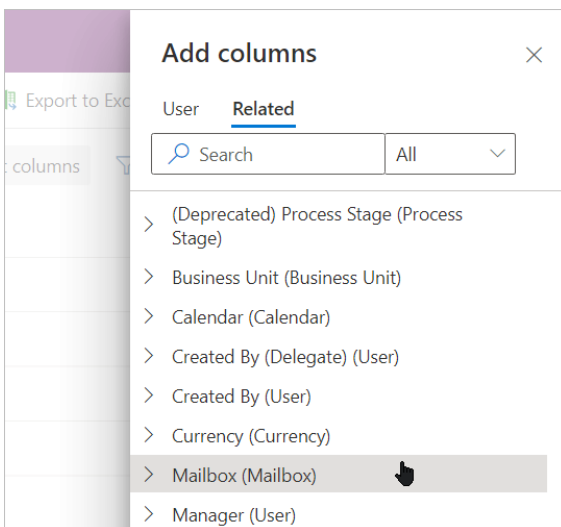 Add columns
Export to Exc
columns
User Related
Search All
(Deprecated) Process Stage (Process
Stage)
Business Unit (Business Unit)
Calendar (Calendar)
Created By (Delegate) (User)
Created By (User)
Currency (Currency)
Mailbox (Mailbox)
Manager (User)